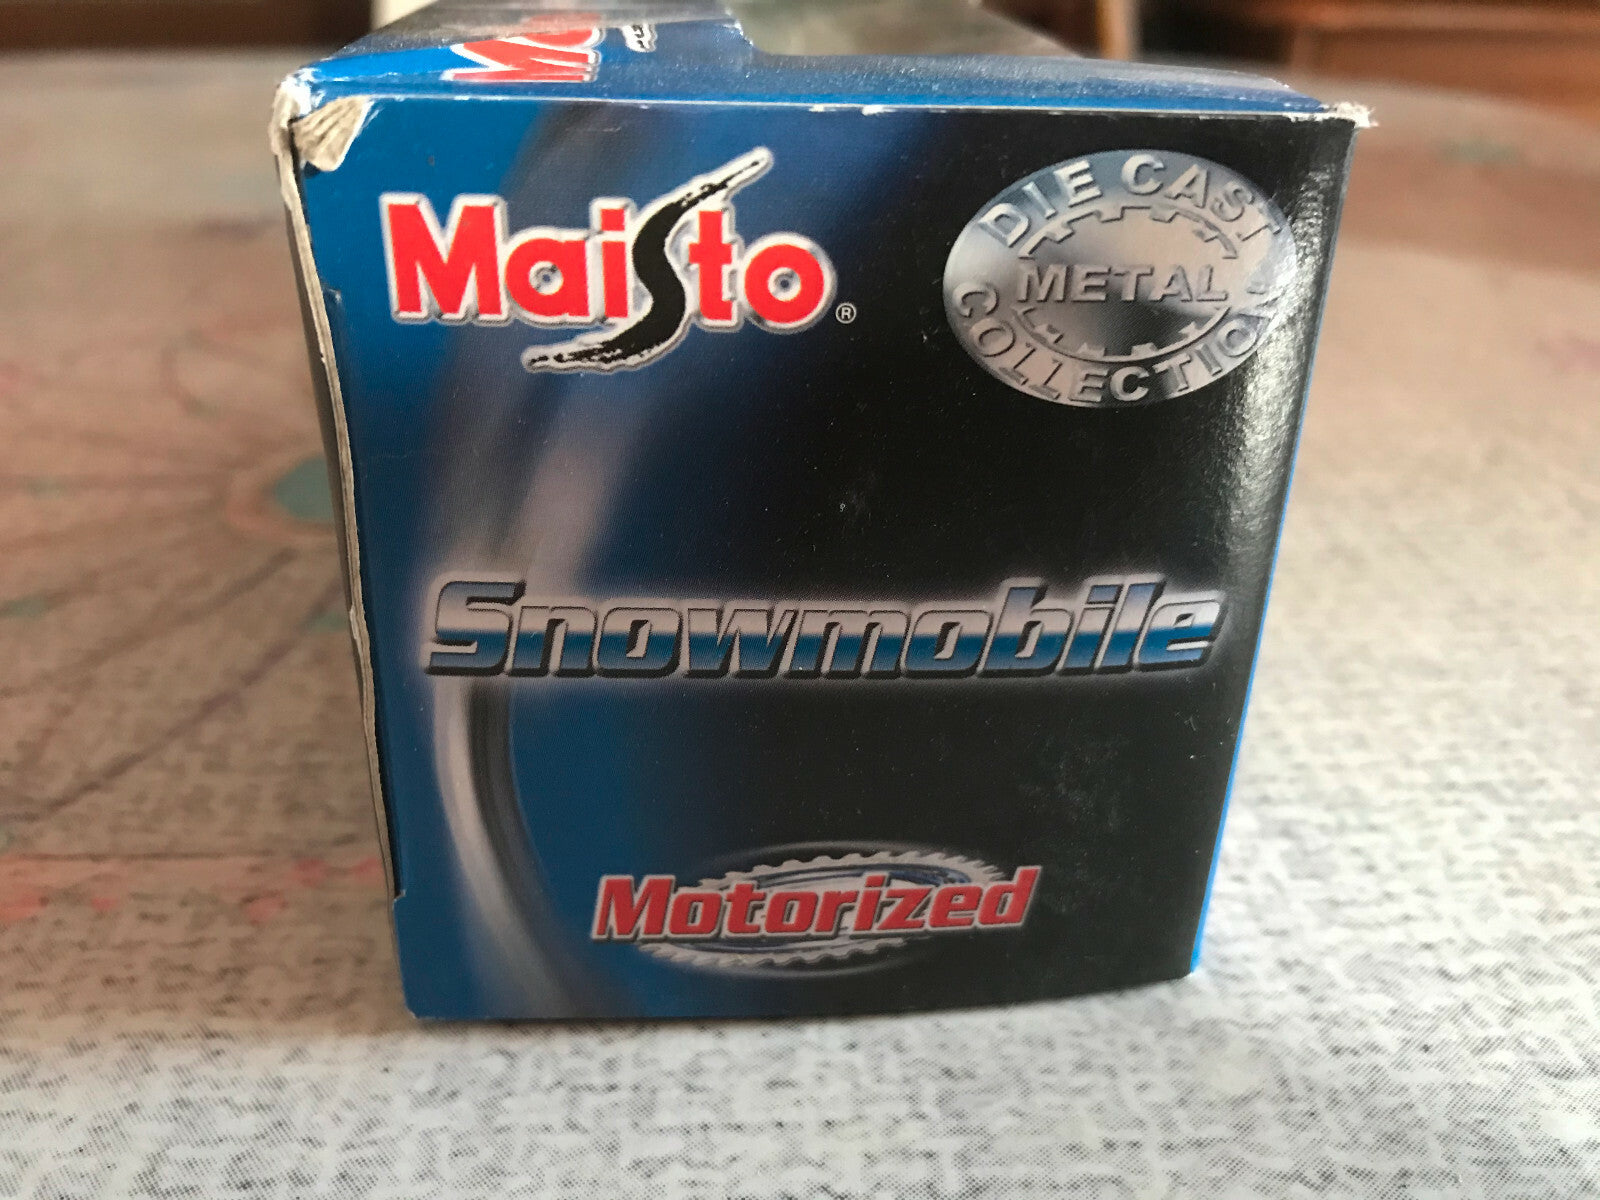 Maisto®
DIE CAST
METAL
COLLECTION
Snowmobile
Motorized